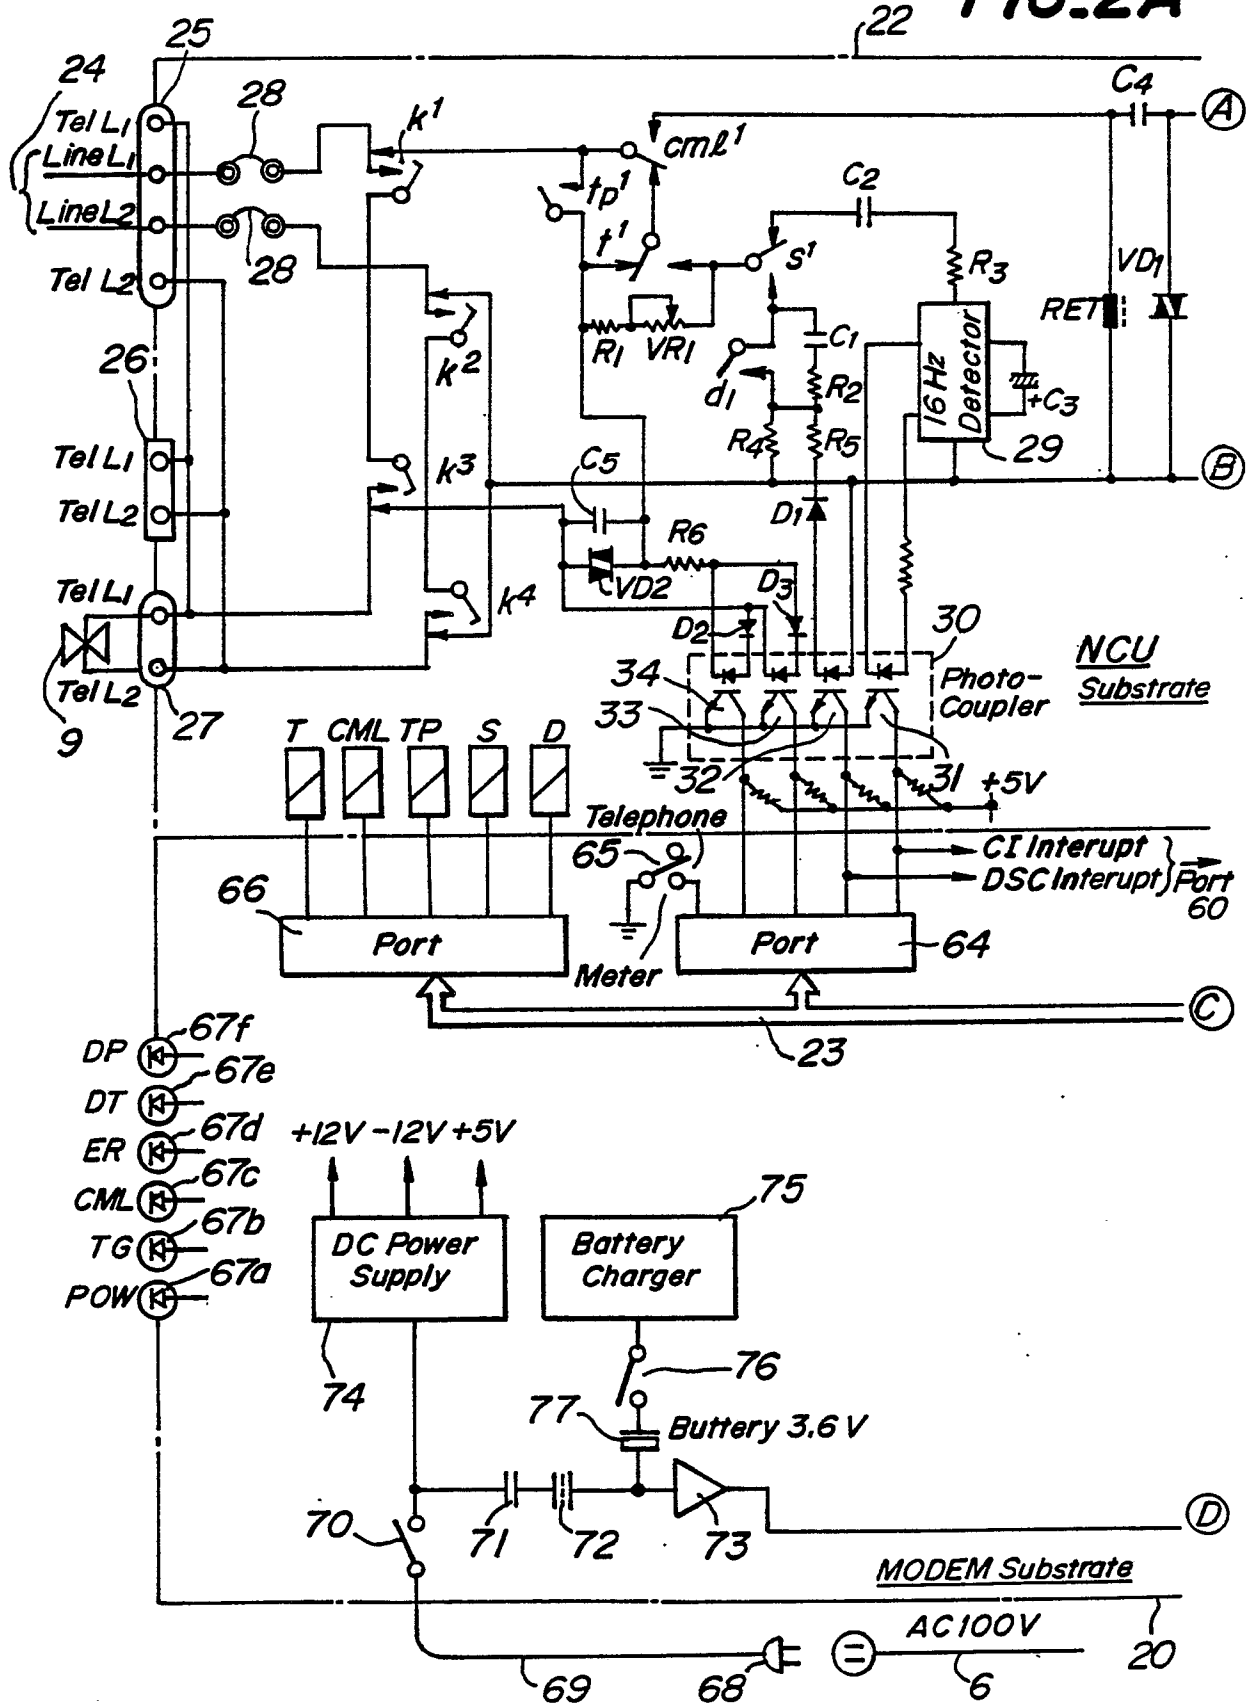 FIG.2A
22
25
24
Tel L1
Line L1
Line L2
Tel L2
28
28
k1
cml1
tp1
t1
s1
C2
C4
A
R3
VD1
RET
R1
VR1
C1
d1
R2
R4
R5
16Hz
Detector
+C3
29
B
k2
26
Tel L1
Tel L2
k3
C5
VD2
R6
D1
D2
D3
k4
Tel L1
Tel L2
9
27
30
Photo-
Coupler
34
33
32
31
NCU
Substrate
T CML TP S D
+5V
Telephone
65
CI Interupt
DSC Interupt
Port
60
66
Port
Meter
Port
64
C
23
DP 67f
DT 67e
ER 67d
CML 67c
TG 67b
POW 67a
+12V -12V +5V
DC Power
Supply
74
75
Battery
Charger
76
77
Buttery 3.6V
70
71
72
73
D
MODEM Substrate
20
AC100V
69
68
6